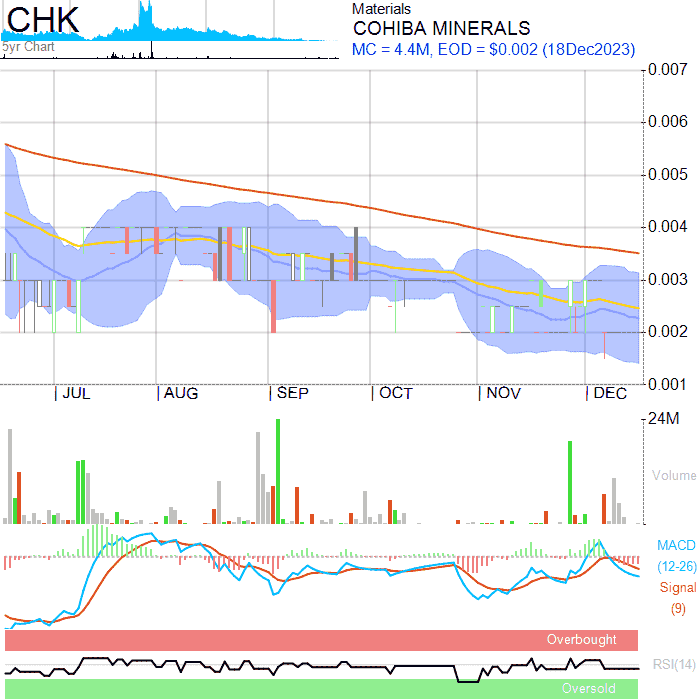 CHK
5yr Chart
Materials
COHIBA MINERALS
MC = 4.4M, EOD = $0.002 (18Dec2023)
0.007
0.006
0.005
0.004
0.003
0.002
0.001
JUL AUG SEP OCT NOV DEC
24M
Volume
MACD
(12-26)
Signal
(9)
Overbought
RSI(14)
Oversold